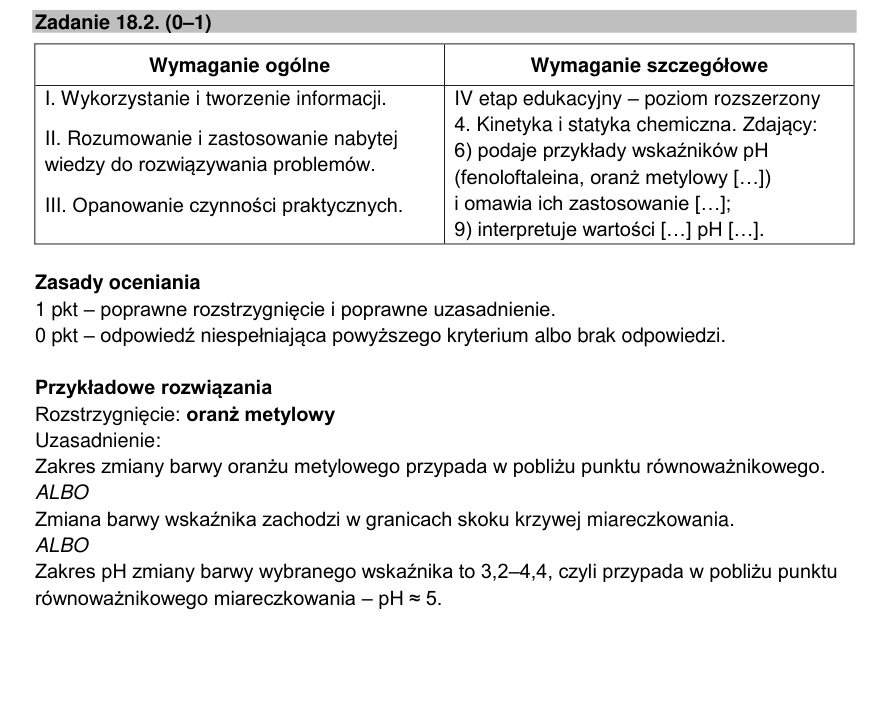 Zadanie 18.2. (0–1)
Wymaganie ogólne
I. Wykorzystanie i tworzenie informacji.
II. Rozumowanie i zastosowanie nabytej
wiedzy do rozwiązywania problemów.
III. Opanowanie czynności praktycznych.
Wymaganie szczegółowe
IV etap edukacyjny – poziom rozszerzony
4. Kinetyka i statyka chemiczna. Zdający:
6) podaje przykłady wskaźników pH
(fenoloftaleina, oranż metylowy […])
i omawia ich zastosowanie […];
9) interpretuje wartości […] pH […].
Zasady oceniania
1 pkt – poprawne rozstrzygnięcie i poprawne uzasadnienie.
0 pkt – odpowiedź niespełniająca powyższego kryterium albo brak odpowiedzi.
Przykładowe rozwiązania
Rozstrzygnięcie: oranż metylowy
Uzasadnienie:
Zakres zmiany barwy oranżu metylowego przypada w pobliżu punktu równoważnikowego.
ALBO
Zmiana barwy wskaźnika zachodzi w granicach skoku krzywej miareczkowania.
ALBO
Zakres pH zmiany barwy wybranego wskaźnika to 3,2–4,4, czyli przypada w pobliżu punktu
równoważnikowego miareczkowania – pH ≈ 5.